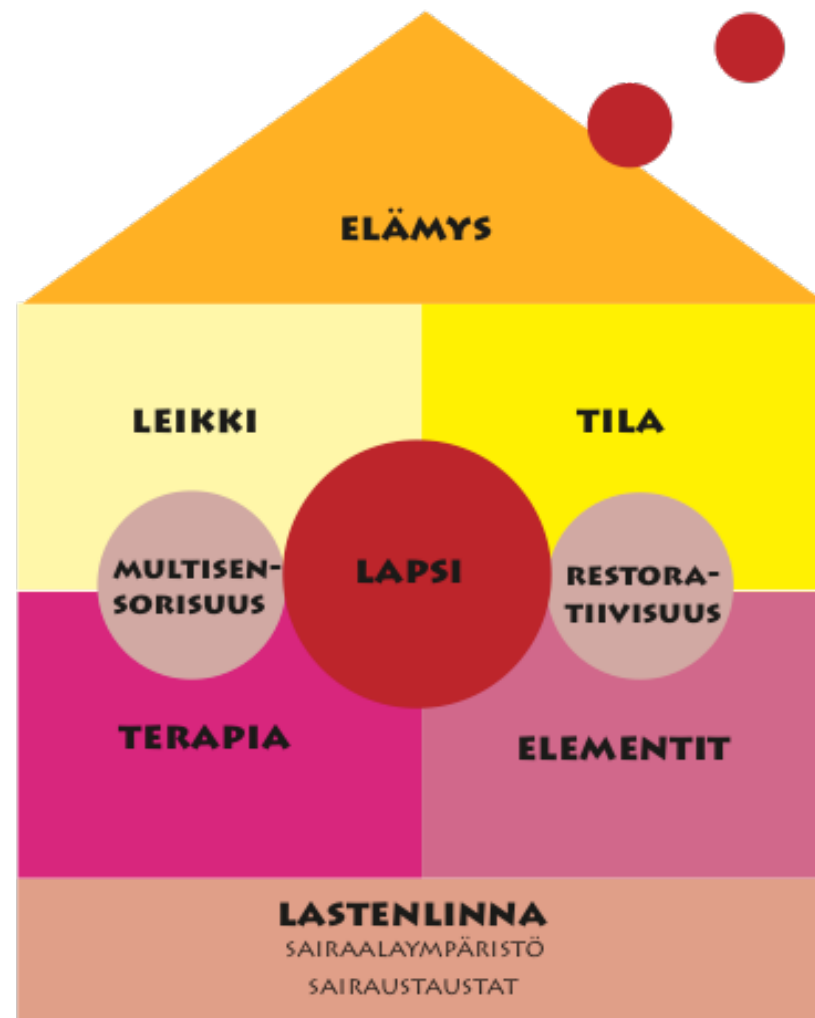 ELÄMYS
LEIKKI
TILA
MULTISEN-
SORISUUS
LAPSI
RESTORA-
TIIVISUUS
TERAPIA
ELEMENTIT
LASTENLINNA
SAIRAALAYMPÄRISTÖ
SAIRAUSTAUSTAT